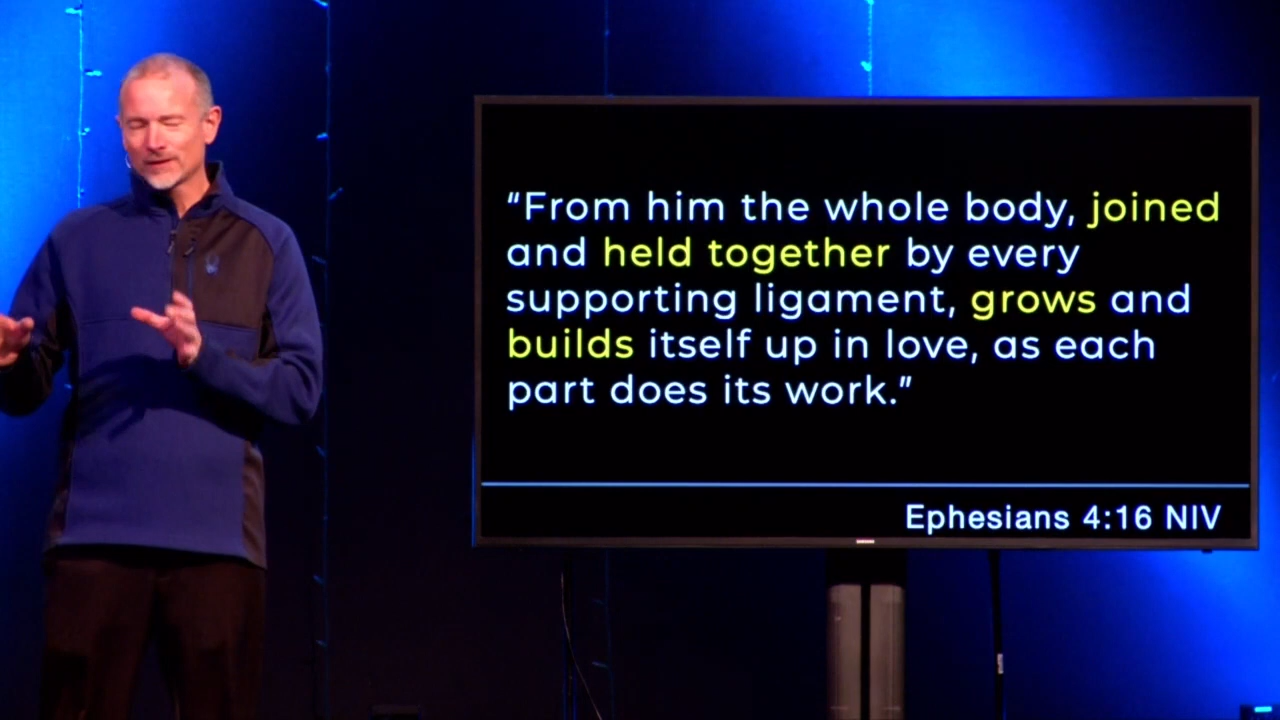 “From him the whole body, joined
and held together by every
supporting ligament, grows and
builds itself up in love, as each
part does its work.”
Ephesians 4:16 NIV
SAMSUNG